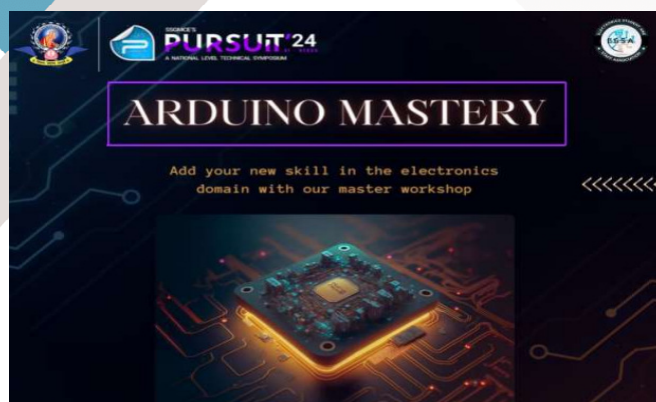 SSGMCE'S
PURSUIT'24
A NATIONAL LEVEL TECHNICAL SYMPOSIUM
ARDUINO MASTERY
Add your new skill in the electronics
domain with our master workshop
<<<<<<<